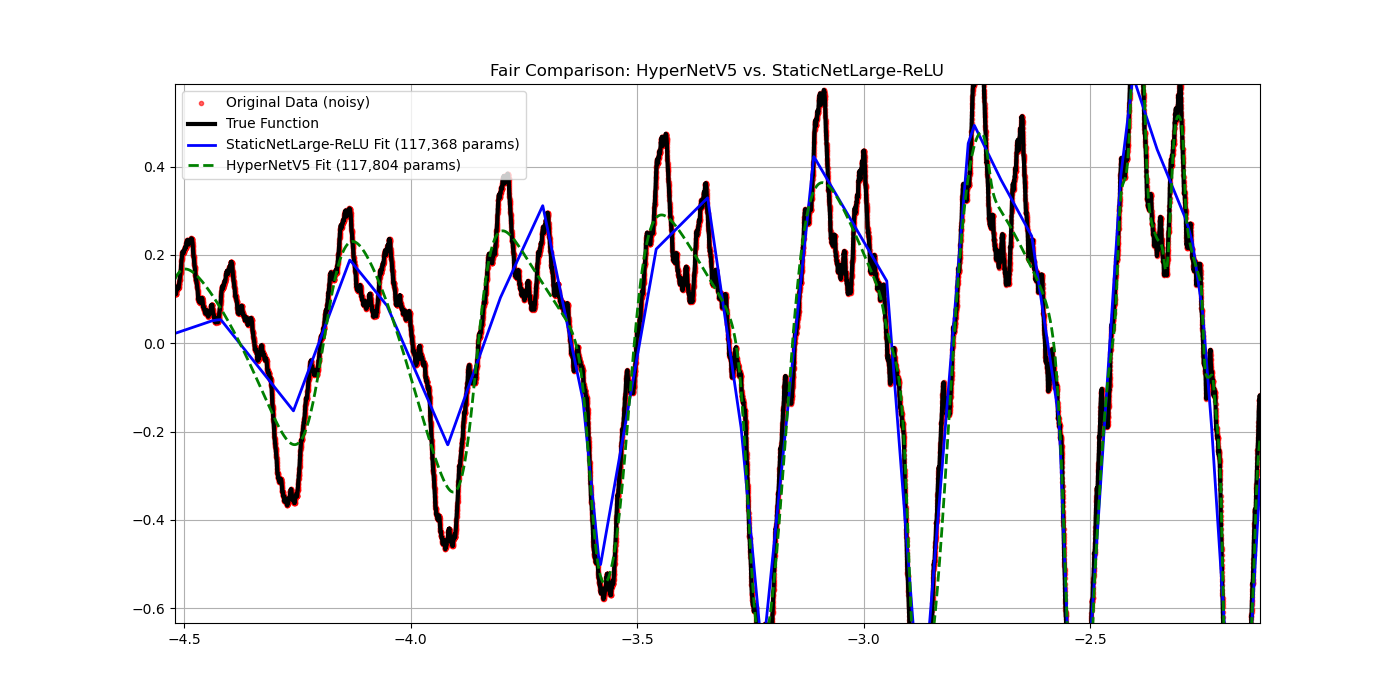 Fair Comparison: HyperNetV5 vs. StaticNetLarge-ReLU
Original Data (noisy)
True Function
StaticNetLarge-ReLU Fit (117,368 params)
HyperNetV5 Fit (117,804 params)
0.4
0.2
0.0
−0.2
−0.4
−0.6
−4.5
−4.0
−3.5
−3.0
−2.5